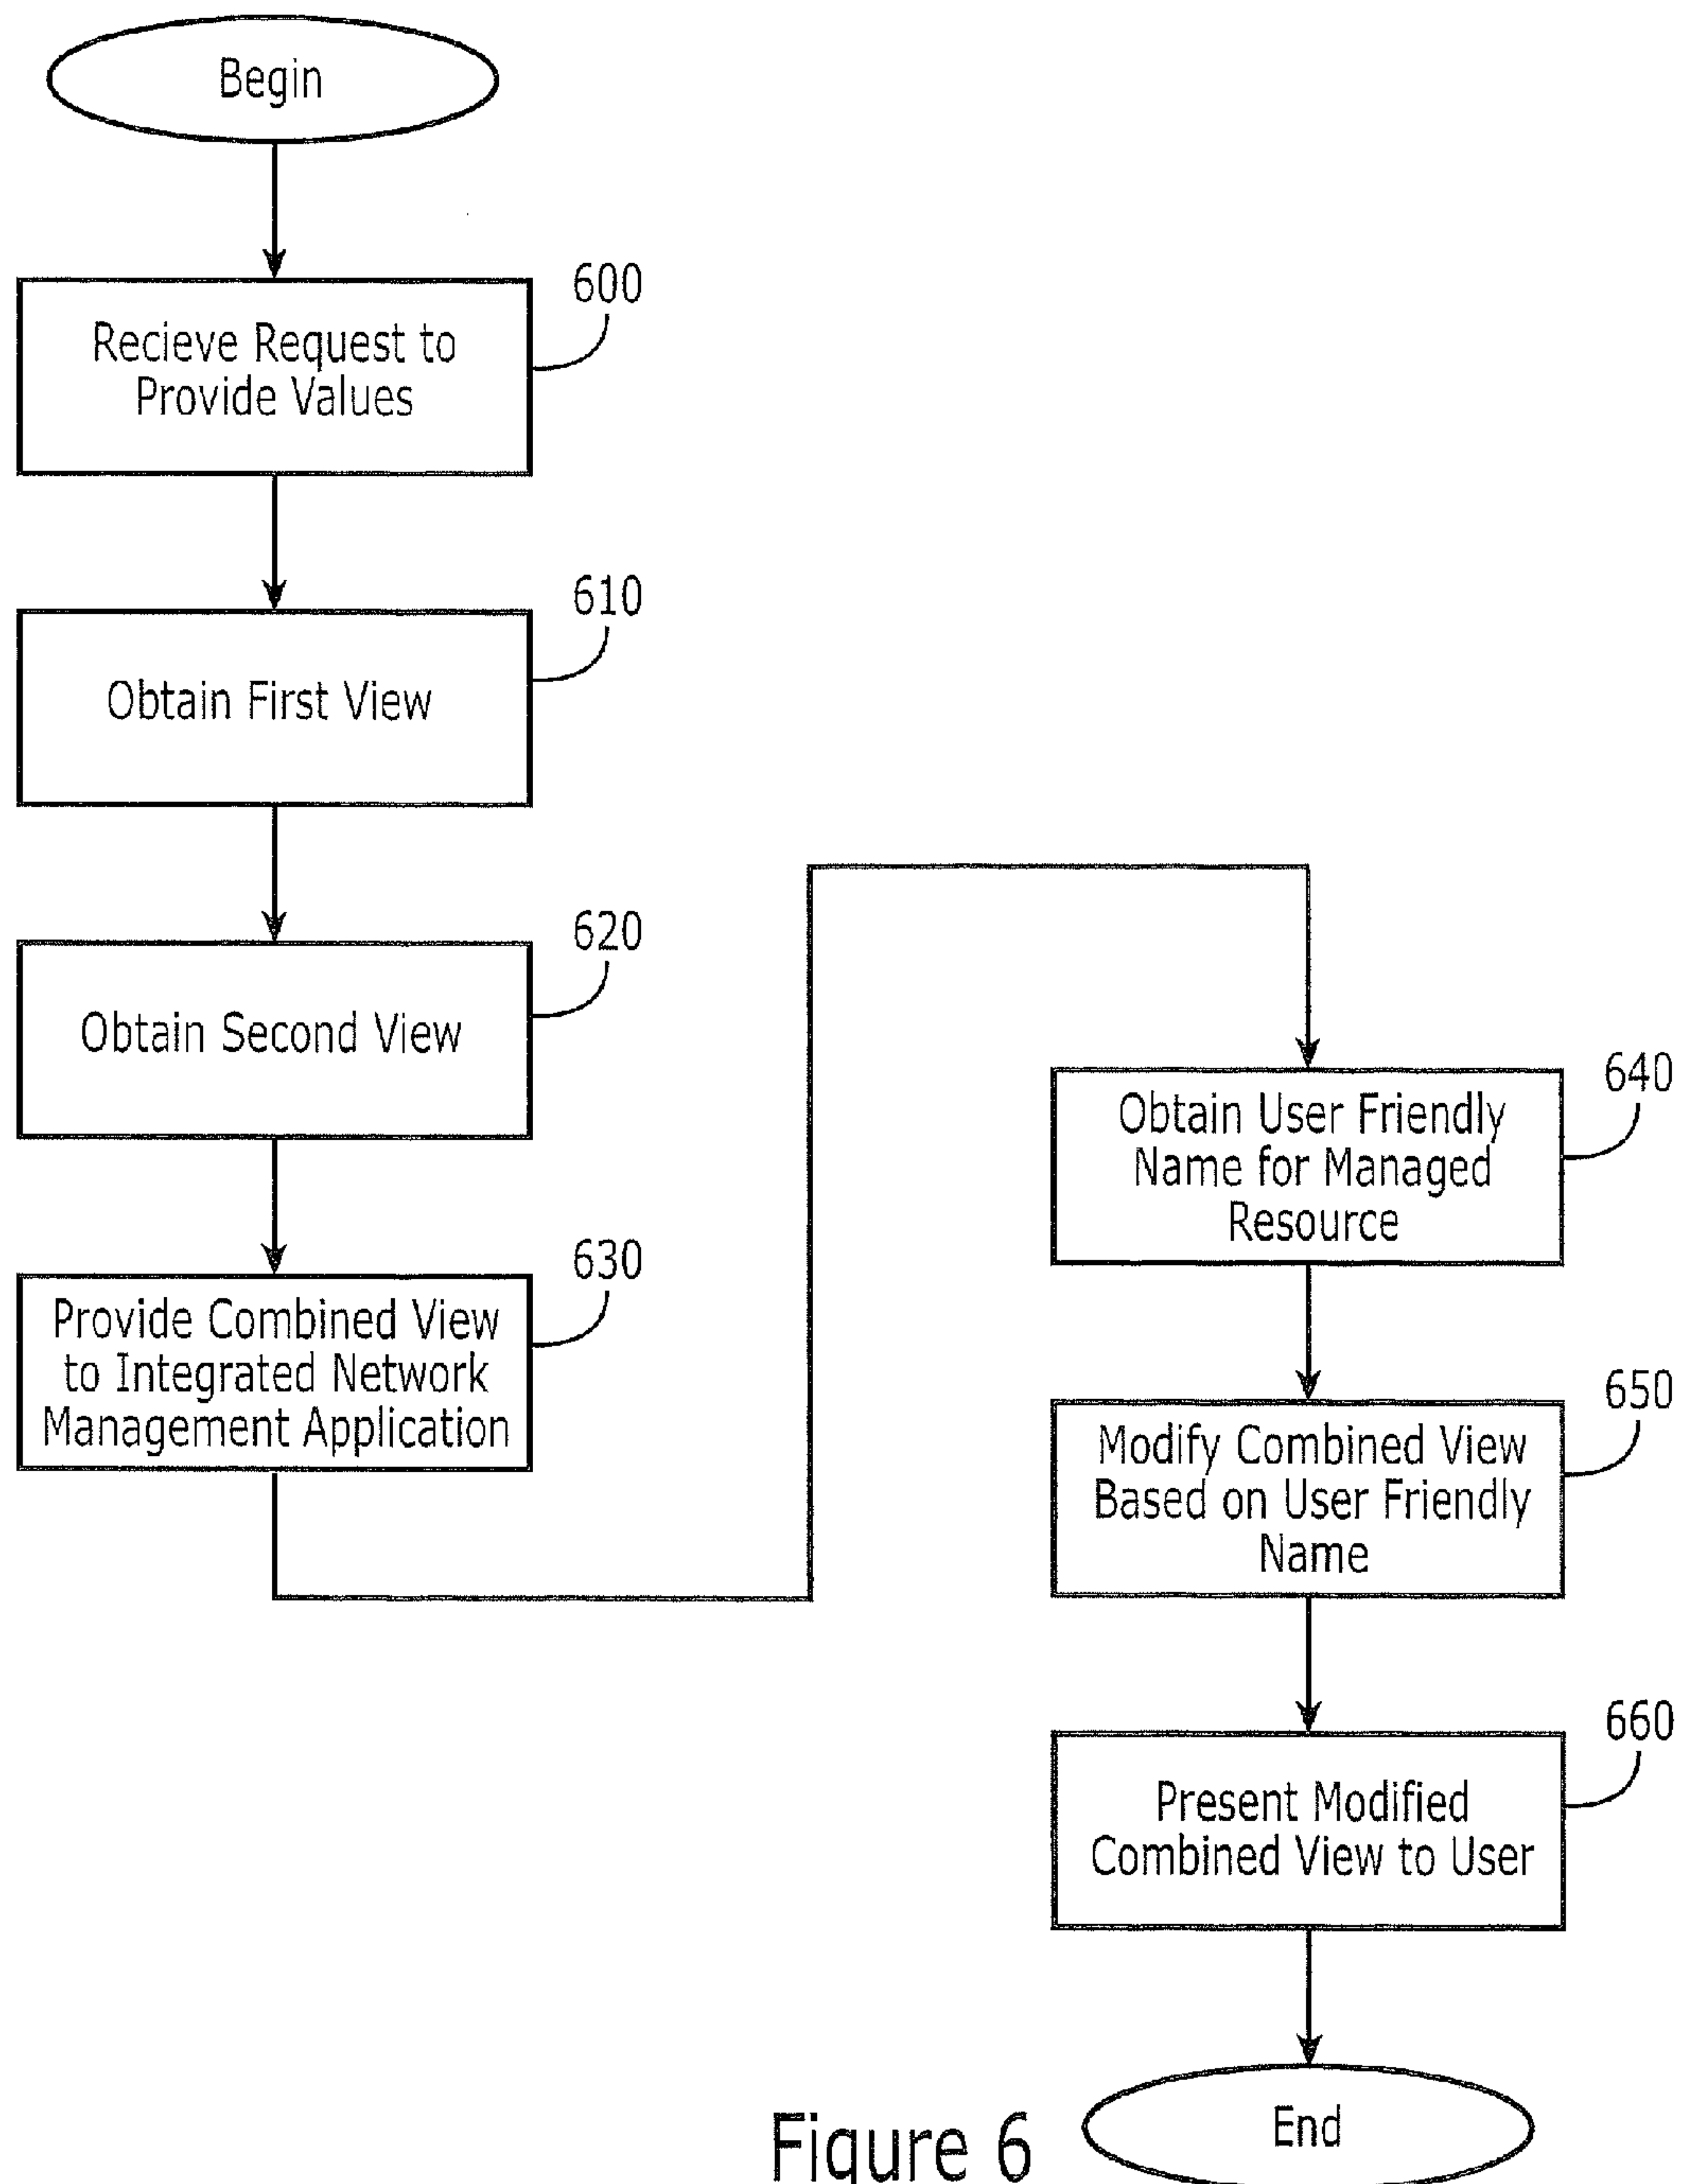 Begin
600
Recieve Request to
Provide Values
610
Obtain First View
620
Obtain Second View
630
Provide Combined View
to Integrated Network
Management Application
640
Obtain User Friendly
Name for Managed
Resource
650
Modify Combined View
Based on User Friendly
Name
660
Present Modified
Combined View to User
End
Figure 6